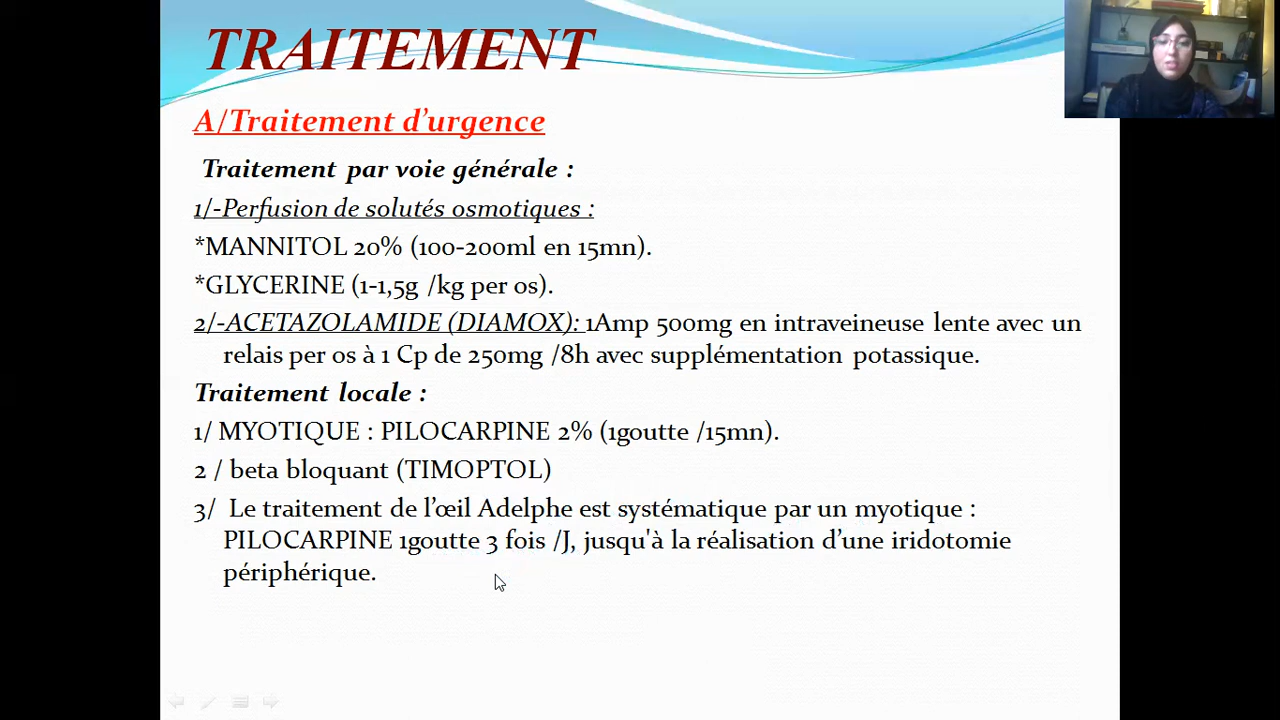 TRAITEMENT
A/Traitement d’urgence
Traitement par voie générale :
1/-Perfusion de solutés osmotiques :
*MANNITOL 20% (100-200ml en 15mn).
*GLYCERINE (1-1,5g /kg per os).
2/-ACETAZOLAMIDE (DIAMOX): 1Amp 500mg en intraveineuse lente avec un
relais per os à 1 Cp de 250mg /8h avec supplémentation potassique.
Traitement locale :
1/ MYOTIQUE : PILOCARPINE 2% (1goutte /15mn).
2 / beta bloquant (TIMOPTOL)
3/ Le traitement de l’œil Adelphe est systématique par un myotique :
PILOCARPINE 1goutte 3 fois /J, jusqu'à la réalisation d’une iridotomie
périphérique.